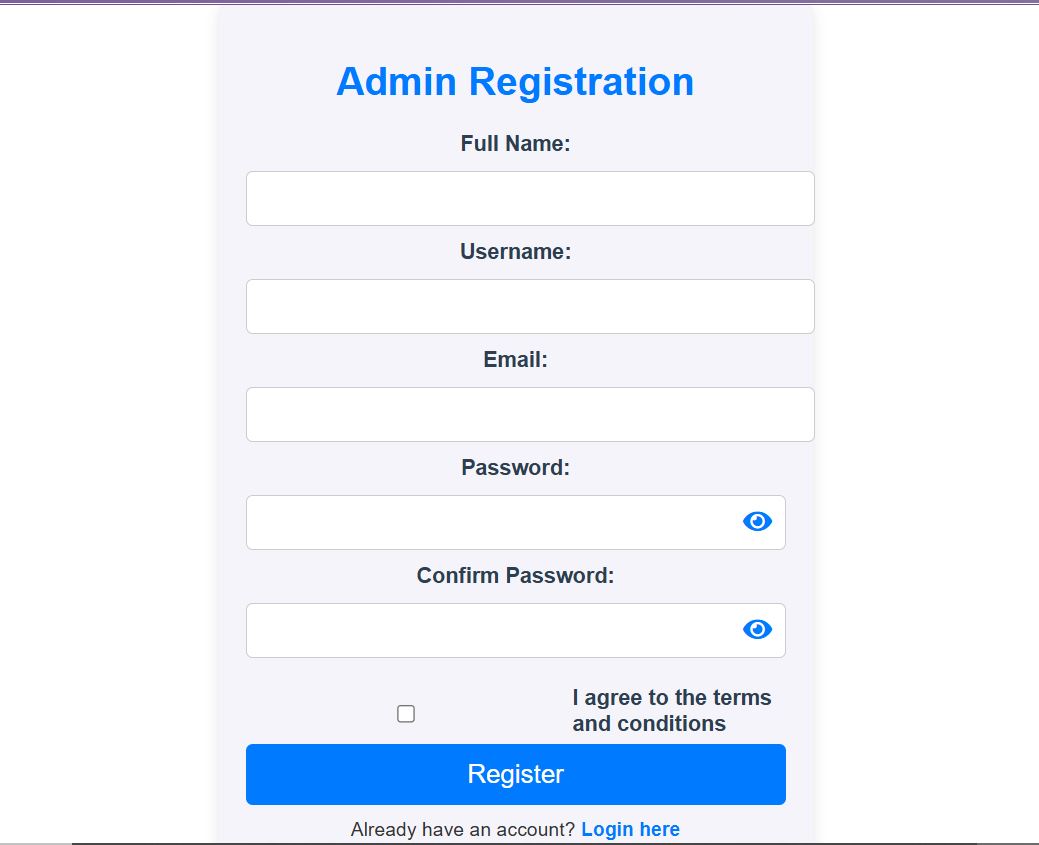 Admin Registration
Full Name:
Username:
Email:
Password:
Confirm Password:
I agree to the terms
and conditions
Register
Already have an account? Login here